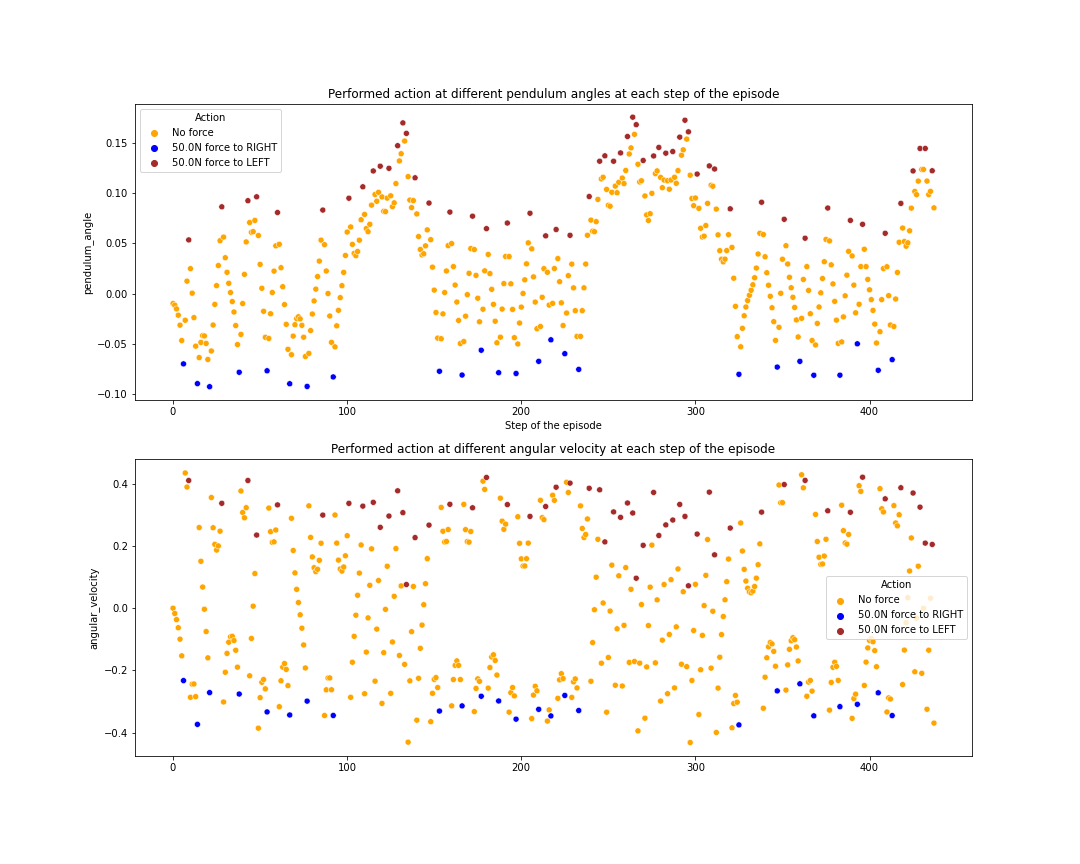 Performed action at different pendulum angles at each step of the episode
Action
No force
50.0N force to RIGHT
50.0N force to LEFT
pendulum_angle
0.15
0.10
0.05
0.00
−0.05
−0.10
0 100 200 300 400
Step of the episode
Performed action at different angular velocity at each step of the episode
angular_velocity
0.4
0.2
0.0
−0.2
−0.4
Action
No force
50.0N force to RIGHT
50.0N force to LEFT
0 100 200 300 400